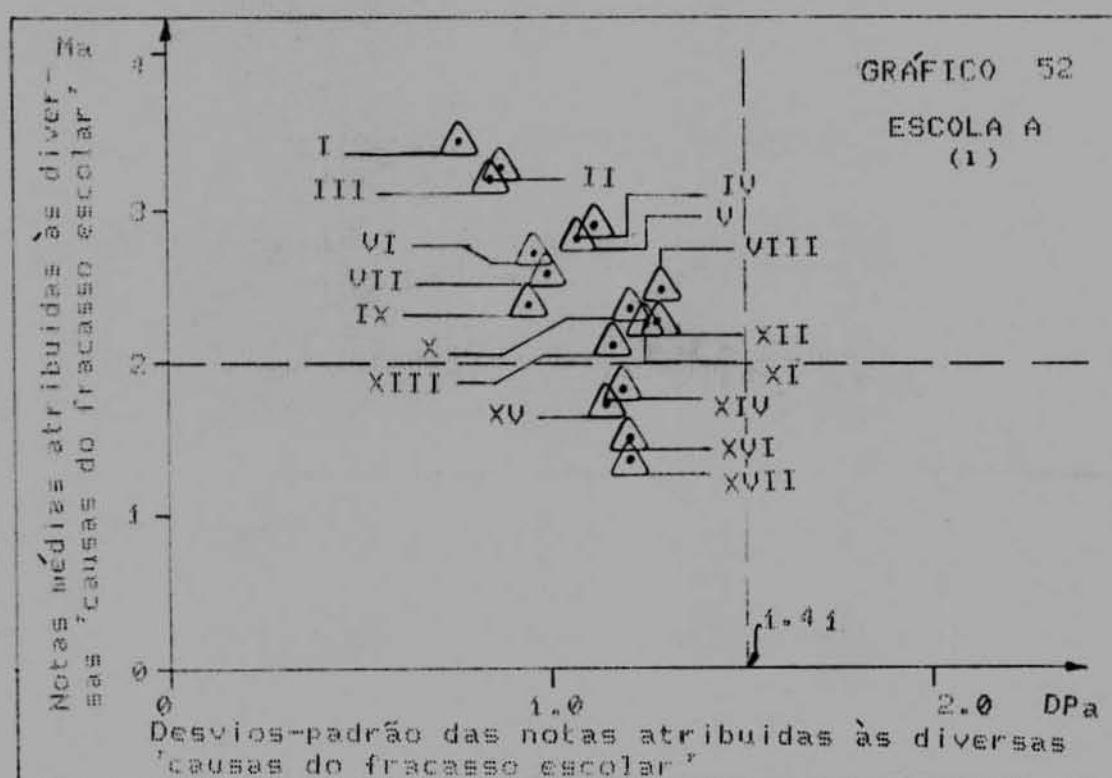 GRÁFICO 52
ESCOLA A
(1)
Ma
Notas médias atribuidas às diver-
sas 'causas do fracasso escolar'
4
3
2
1
0
I
II
III
IV
V
VI
VII
VIII
IX
X
XII
XI
XIII
XIV
XV
XVI
XVII
1.41
0
1.0
2.0
DPa
Desvios-padrão das notas atribuidas às diversas
'causas do fracasso escolar'